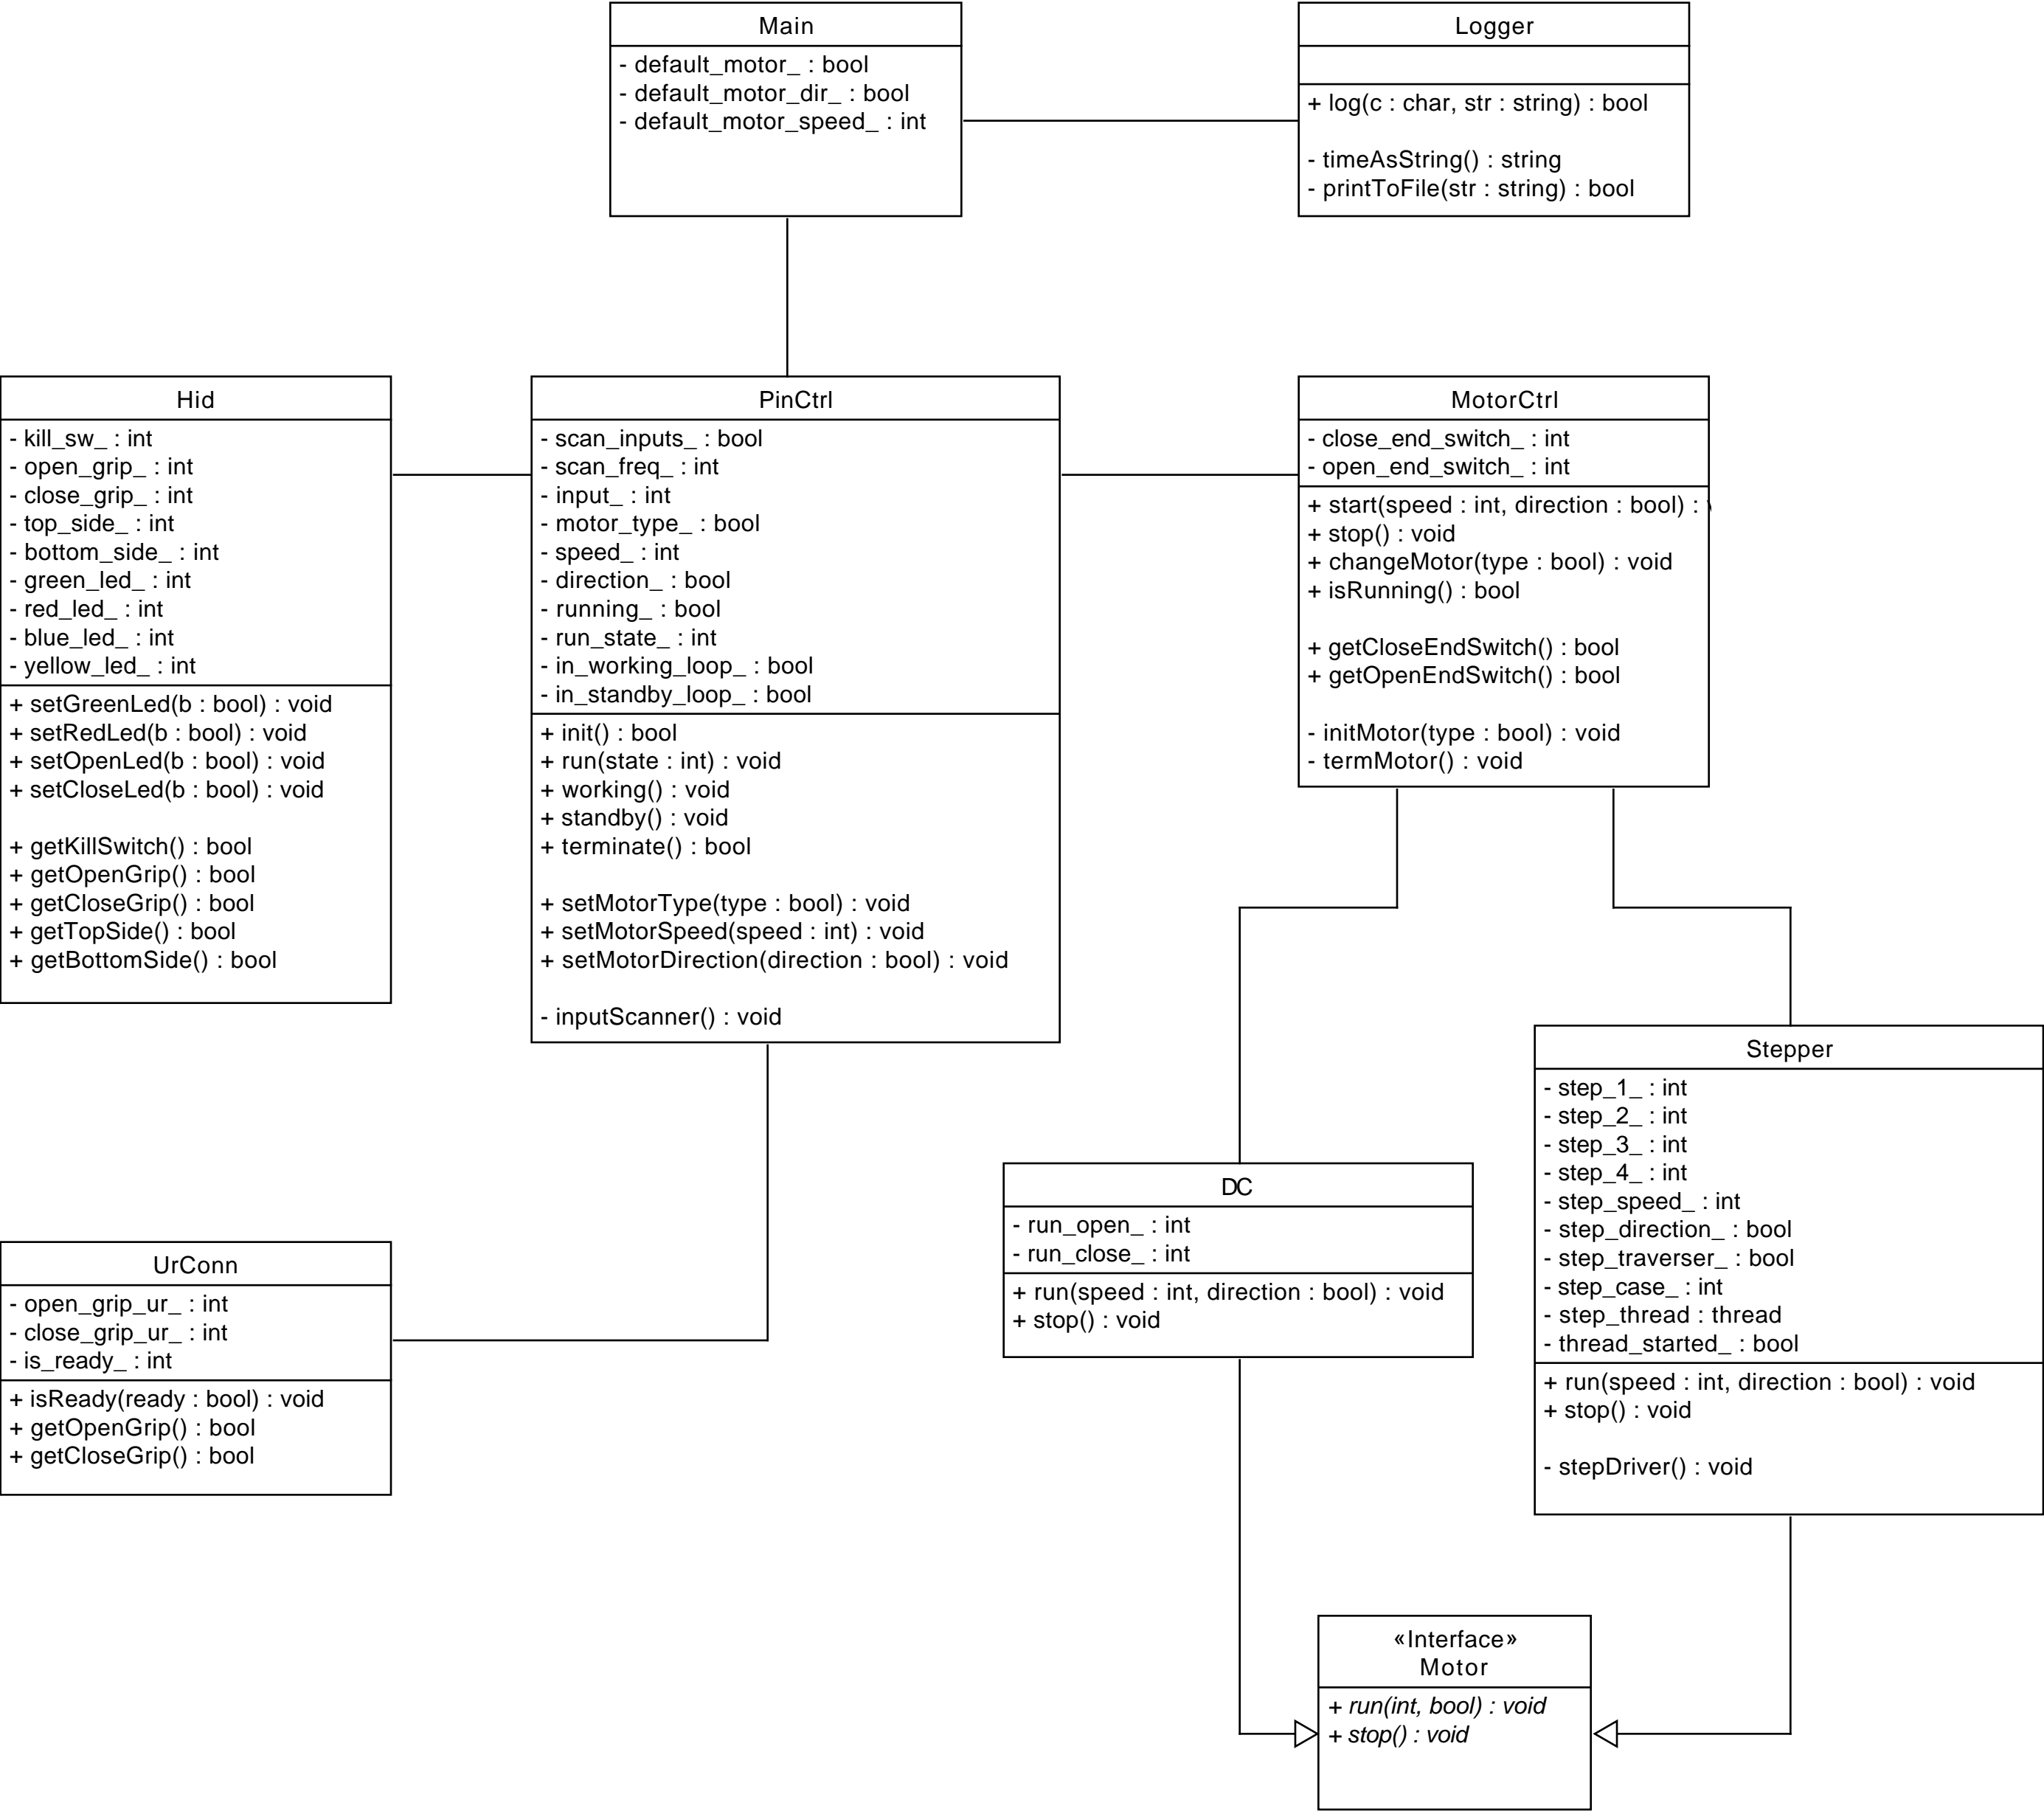 Main
- default_motor_ : bool
- default_motor_dir_ : bool
- default_motor_speed_ : int
Logger
+ log(c : char, str : string) : bool
- timeAsString() : string
- printToFile(str : string) : bool
Hid
- kill_sw_ : int
- open_grip_ : int
- close_grip_ : int
- top_side_ : int
- bottom_side_ : int
- green_led_ : int
- red_led_ : int
- blue_led_ : int
- yellow_led_ : int
+ setGreenLed(b : bool) : void
+ setRedLed(b : bool) : void
+ setOpenLed(b : bool) : void
+ setCloseLed(b : bool) : void
+ getKillSwitch() : bool
+ getOpenGrip() : bool
+ getCloseGrip() : bool
+ getTopSide() : bool
+ getBottomSide() : bool
PinCtrl
- scan_inputs_ : bool
- scan_freq_ : int
- input_ : int
- motor_type_ : bool
- speed_ : int
- direction_ : bool
- running_ : bool
- run_state_ : int
- in_working_loop_ : bool
- in_standby_loop_ : bool
+ init() : bool
+ run(state : int) : void
+ working() : void
+ standby() : void
+ terminate() : bool
+ setMotorType(type : bool) : void
+ setMotorSpeed(speed : int) : void
+ setMotorDirection(direction : bool) : void
- inputScanner() : void
MotorCtrl
- close_end_switch_ : int
- open_end_switch_ : int
+ start(speed : int, direction : bool) :
+ stop() : void
+ changeMotor(type : bool) : void
+ isRunning() : bool
+ getCloseEndSwitch() : bool
+ getOpenEndSwitch() : bool
- initMotor(type : bool) : void
- termMotor() : void
Stepper
- step_1_ : int
- step_2_ : int
- step_3_ : int
- step_4_ : int
- step_speed_ : int
- step_direction_ : bool
- step_traverser_ : bool
- step_case_ : int
- step_thread : thread
- thread_started_ : bool
+ run(speed : int, direction : bool) : void
+ stop() : void
- stepDriver() : void
DC
- run_open_ : int
- run_close_ : int
+ run(speed : int, direction : bool) : void
+ stop() : void
UrConn
- open_grip_ur_ : int
- close_grip_ur_ : int
- is_ready_ : int
+ isReady(ready : bool) : void
+ getOpenGrip() : bool
+ getCloseGrip() : bool
«Interface»
Motor
+ run(int, bool) : void
+ stop() : void